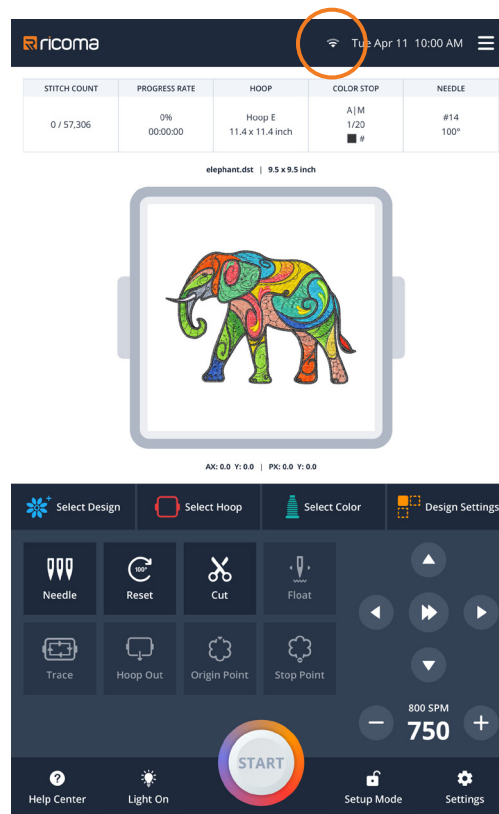 ricoma
Tue Apr 11 10:00 AM
STITCH COUNT PROGRESS RATE HOOP COLOR STOP NEEDLE
0 / 57,306
0%
00:00:00
Hoop E
11.4 x 11.4 inch
A|M
1/20
#
#14
100°
elephant.dst | 9.5 x 9.5 inch
AX: 0.0 Y: 0.0 | PX: 0.0 Y: 0.0
Select Design Select Hoop Select Color Design Settings
100°
Needle Reset Cut Float
Trace Hoop Out Origin Point Stop Point
800 SPM
− 750 +
START
Help Center Light On Setup Mode Settings